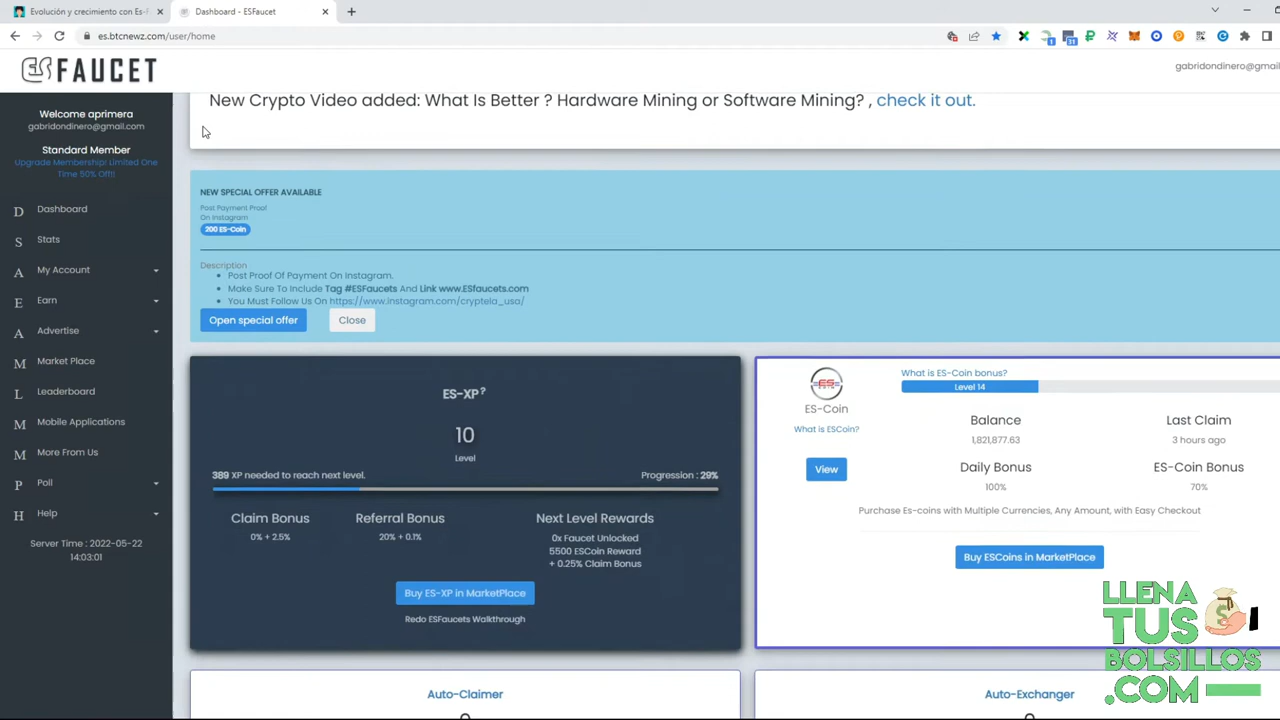 Evolución y crecimiento con Es-F
Dashboard - ESFaucet
es.btcnewz.com/user/home
ESFAUCET
gabridondinero@gmail
New Crypto Video added: What Is Better ? Hardware Mining or Software Mining? , check it out.
Welcome aprimera
gabridondinero@gmail.com
Standard Member
Upgrade Membership: Limited One
Time 50% Off!!
D Dashboard
S Stats
A My Account
E Earn
A Advertise
M Market Place
L Leaderboard
M Mobile Applications
M More From Us
P Poll
H Help
Server Time : 2022-05-22
14:03:01
NEW SPECIAL OFFER AVAILABLE
Post Payment Proof
On Instagram
200 ES-Coin
Description
Post Proof Of Payment On Instagram.
Make Sure To Include Tag #ESFaucets And Link www.ESfaucets.com
You Must Follow Us On https://www.instagram.com/cryptela_usa/
Open special offer
Close
ES-XP?
10
Level
389 XP needed to reach next level.
Progression : 29%
Claim Bonus
0% + 2.5%
Referral Bonus
20% + 0.1%
Next Level Rewards
0x Faucet Unlocked
5500 ESCoin Reward
+ 0.25% Claim Bonus
Buy ES-XP in MarketPlace
Redo ESFaucets Walkthrough
ES-Coin
What is ESCoin?
View
What is ES-Coin bonus?
Level 14
Balance
1,821,877.63
Last Claim
3 hours ago
Daily Bonus
100%
ES-Coin Bonus
70%
Purchase Es-coins with Multiple Currencies, Any Amount, with Easy Checkout
Buy ESCoins in MarketPlace
LLENA
TUS
BOLSILLOS
.COM
Auto-Claimer
Auto-Exchanger